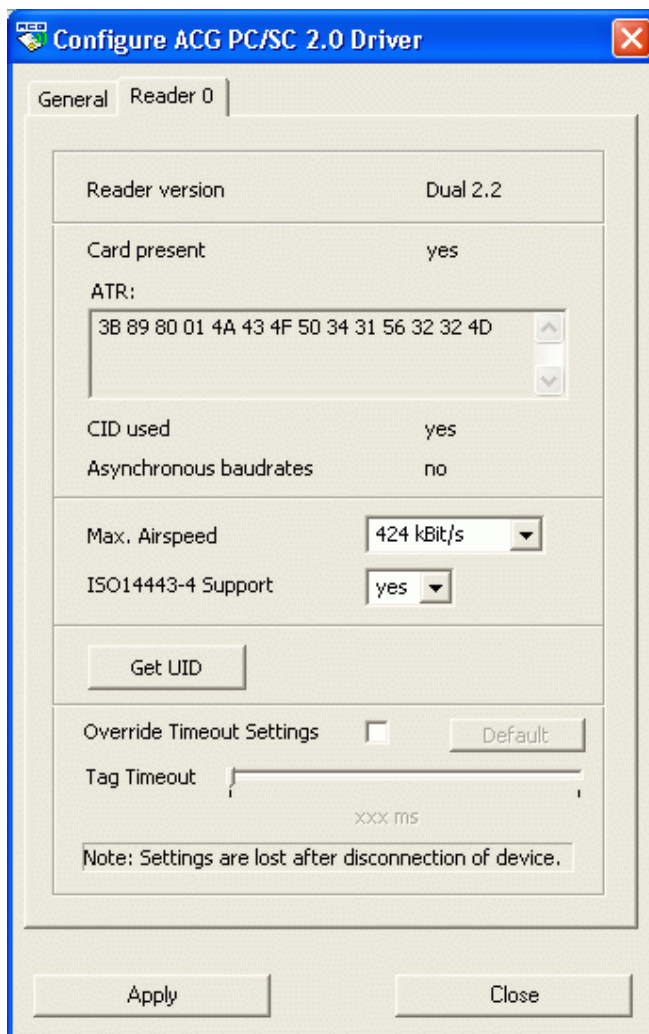 Configure ACG PC/SC 2.0 Driver
General Reader 0
Reader version Dual 2.2
Card present yes
ATR:
3B 89 80 01 4A 43 4F 50 34 31 56 32 32 4D
CID used yes
Asynchronous baudrates no
Max. Airspeed 424 kBit/s
ISO14443-4 Support yes
Get UID
Override Timeout Settings Default
Tag Timeout
xxx ms
Note: Settings are lost after disconnection of device.
Apply Close